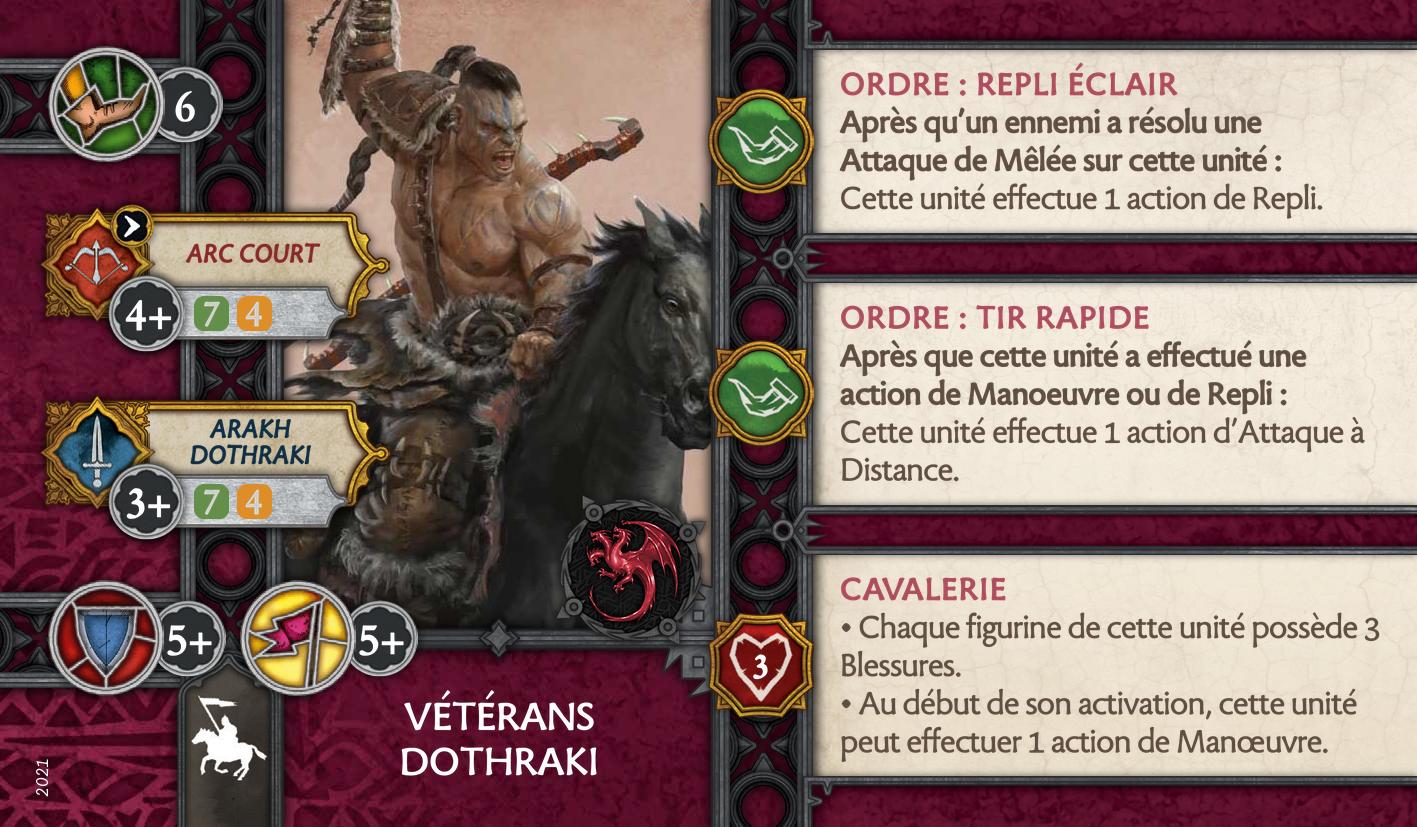 6
ARC COURT
4+
7 4
ARAKH
DOTHRAKI
3+
7 4
5+
5+
VÉTÉRANS
DOTHRAKI
2021
ORDRE : REPLI ÉCLAIR
Après qu'un ennemi a résolu une
Attaque de Mêlée sur cette unité :
Cette unité effectue 1 action de Repli.
ORDRE : TIR RAPIDE
Après que cette unité a effectué une
action de Manoeuvre ou de Repli :
Cette unité effectue 1 action d'Attaque à
Distance.
3
CAVALERIE
• Chaque figurine de cette unité possède 3
Blessures.
• Au début de son activation, cette unité
peut effectuer 1 action de Manœuvre.